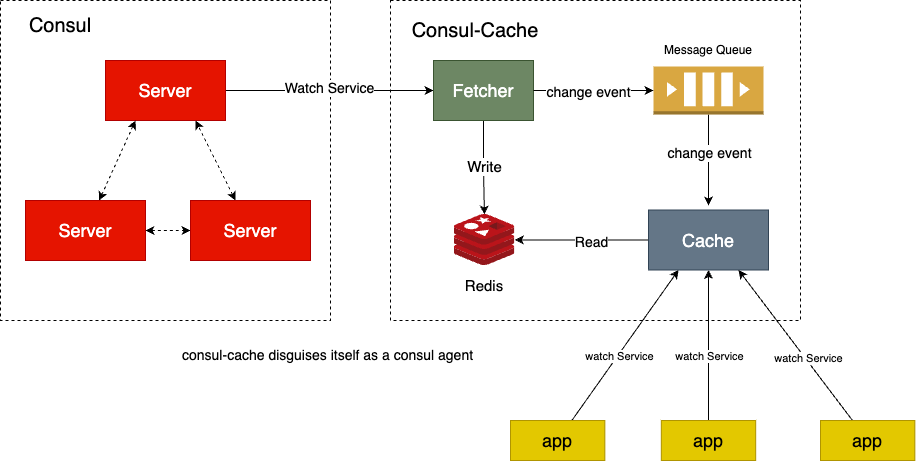 Consul
Consul-Cache
Message Queue
Server
Watch Service
Fetcher
change event
change event
Write
Server
Server
Read
Cache
Redis
consul-cache disguises itself as a consul agent
watch Service
watch Service
watch Service
app
app
app